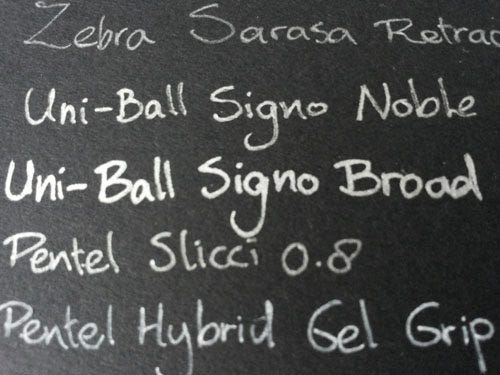 Zebra Sarasa Retrac
Uni-Ball Signo Noble
Uni-Ball Signo Broad
Pentel Slicci 0.8
Pentel Hybrid Gel Grip